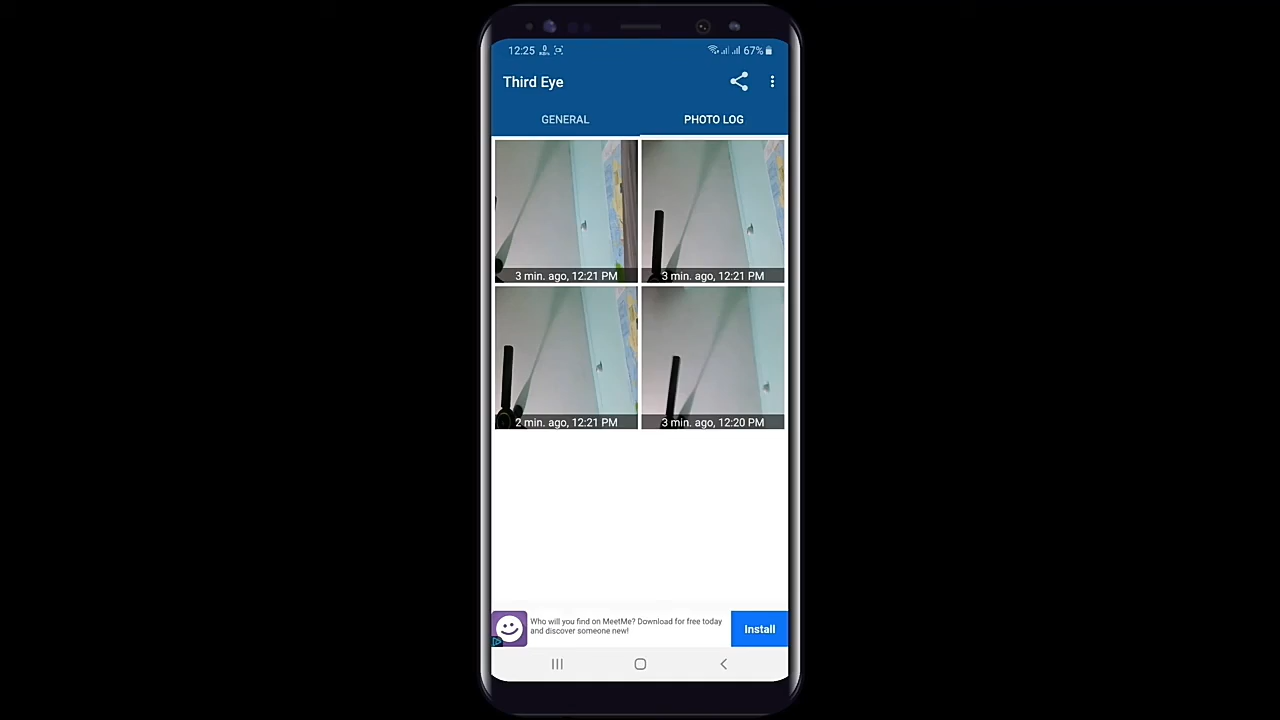 12:25 67%
Third Eye
GENERAL PHOTO LOG
3 min. ago, 12:21 PM 3 min. ago, 12:21 PM
2 min. ago, 12:21 PM 3 min. ago, 12:20 PM
Who will you find on MeetMe? Download for free today
and discover someone new!
Install